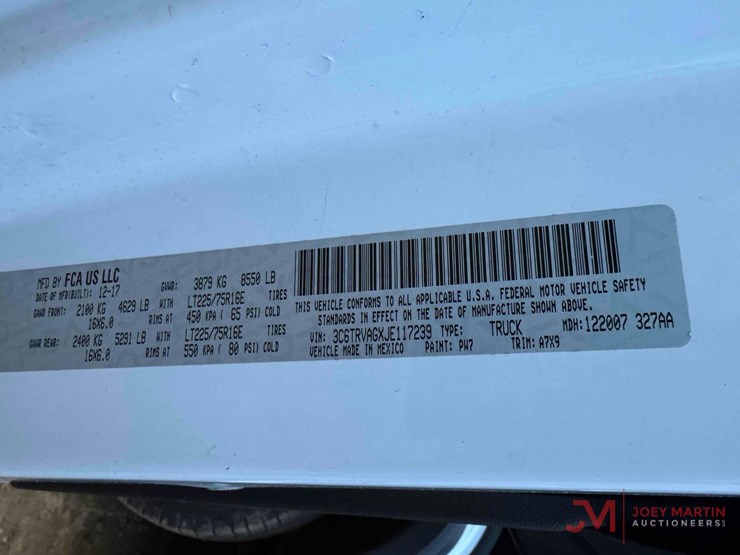 MFD BY FCA US LLC
DATE OF MFR(BUILT): 12-17
GVWR: 3879 KG 8550 LB
GAWR FRONT: 2100 KG 4629 LB WITH LT225/75R16E TIRES
16X6.0 RIMS AT 450 KPA ( 65 PSI) COLD
GAWR REAR: 2400 KG 5291 LB WITH LT225/75R16E TIRES
16X6.0 RIMS AT 550 KPA ( 80 PSI) COLD
THIS VEHICLE CONFORMS TO ALL APPLICABLE U.S.A. FEDERAL MOTOR VEHICLE SAFETY
STANDARDS IN EFFECT ON THE DATE OF MANUFACTURE SHOWN ABOVE.
VIN: 3C6TRVAGXJE117239 TYPE: TRUCK MDH:122007 327AA
VEHICLE MADE IN MEXICO PAINT: PW7 TRIM: A7X9
JM JOEY MARTIN
AUCTIONEERS